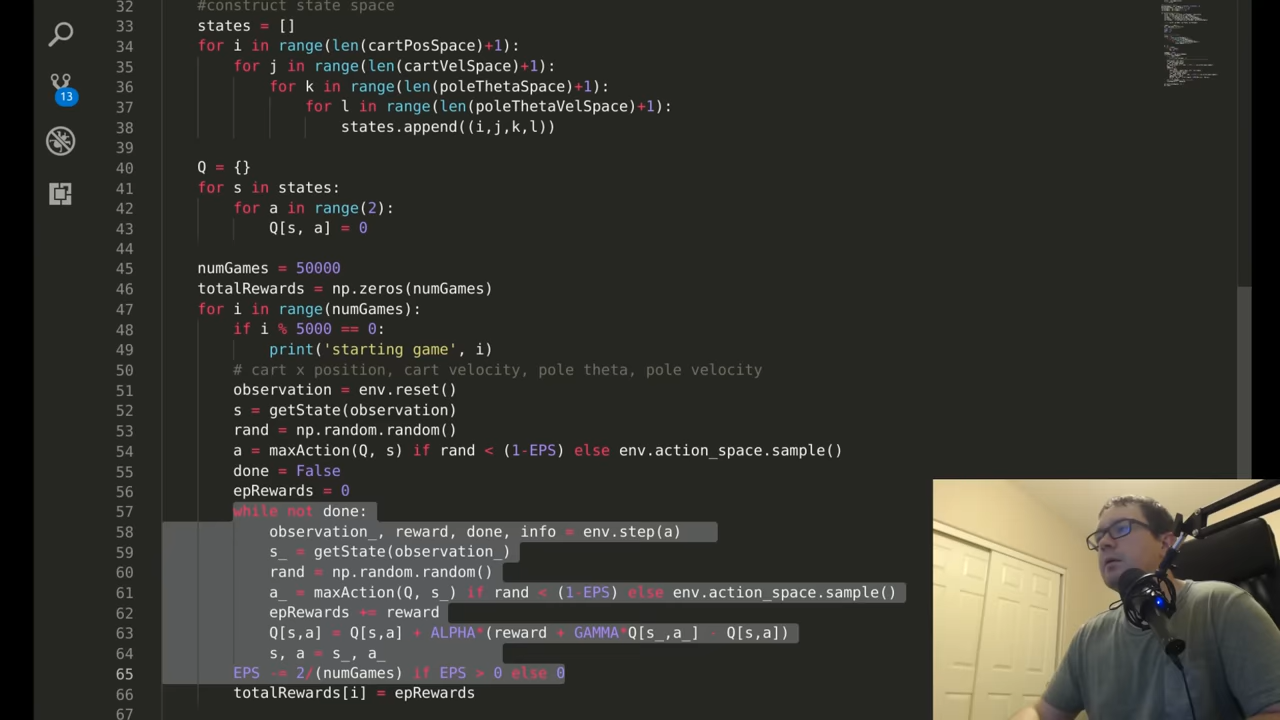 32 #construct state space
33 states = []
34 for i in range(len(cartPosSpace)+1):
35 for j in range(len(cartVelSpace)+1):
36 for k in range(len(poleThetaSpace)+1):
37 for l in range(len(poleThetaVelSpace)+1):
38 states.append((i,j,k,l))
39
40 Q = {}
41 for s in states:
42 for a in range(2):
43 Q[s, a] = 0
44
45 numGames = 50000
46 totalRewards = np.zeros(numGames)
47 for i in range(numGames):
48 if i % 5000 == 0:
49 print('starting game', i)
50 # cart x position, cart velocity, pole theta, pole velocity
51 observation = env.reset()
52 s = getState(observation)
53 rand = np.random.random()
54 a = maxAction(Q, s) if rand < (1-EPS) else env.action_space.sample()
55 done = False
56 epRewards = 0
57 while not done:
58 observation_, reward, done, info = env.step(a)
59 s_ = getState(observation_)
60 rand = np.random.random()
61 a_ = maxAction(Q, s_) if rand < (1-EPS) else env.action_space.sample()
62 epRewards += reward
63 Q[s,a] = Q[s,a] + ALPHA*(reward + GAMMA*Q[s_,a_] - Q[s,a])
64 s, a = s_, a_
65 EPS -= 2/(numGames) if EPS > 0 else 0
66 totalRewards[i] = epRewards
67
13